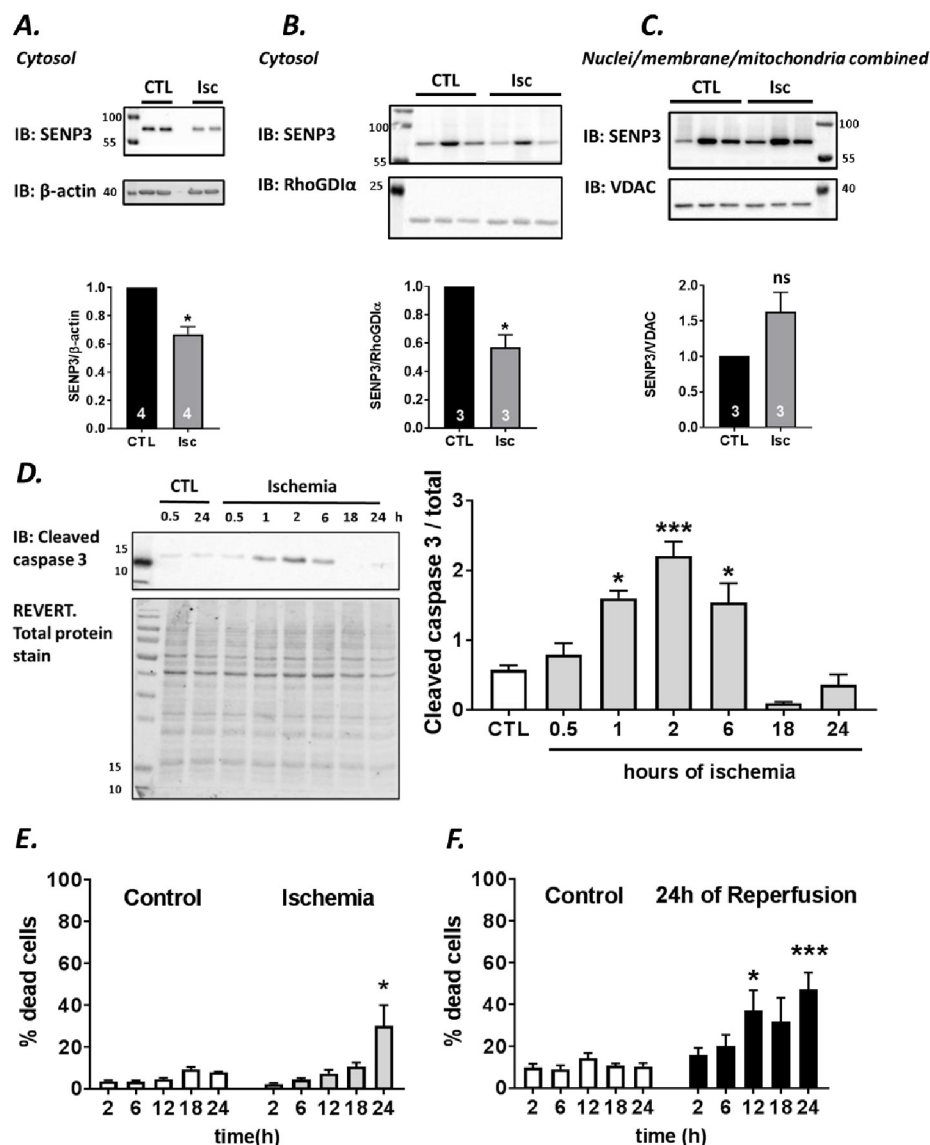 A.
B.
C.
Cytosol
Cytosol
Nuclei/membrane/mitochondria combined
CTL Isc
CTL Isc
CTL Isc
IB: SENP3
100
55
IB: SENP3
100
55
IB: SENP3
100
55
IB: β-actin
40
IB: RhoGDIα
25
IB: VDAC
40
SENP3/β-actin
1.0
0.8
0.6
0.4
0.2
0.0
*
4 4
CTL Isc
SENP3/RhoGDIα
1.0
0.8
0.6
0.4
0.2
0.0
*
3 3
CTL Isc
SENP3/VDAC
2.0
1.5
1.0
0.5
0.0
ns
3 3
CTL Isc
D.
CTL Ischemia
0.5 24 0.5 1 2 6 18 24 h
IB: Cleaved
caspase 3
15
10
REVERT.
Total protein
stain
15
10
Cleaved caspase 3 / total
3
2
1
0
* *** *
CTL 0.5 1 2 6 18 24
hours of ischemia
E.
% dead cells
100
80
60
40
20
0
Control Ischemia
*
2 6 12 18 24 2 6 12 18 24
time(h)
F.
% dead cells
100
80
60
40
20
0
Control 24h of Reperfusion
* ***
2 6 12 18 24 2 6 12 18 24
time (h)